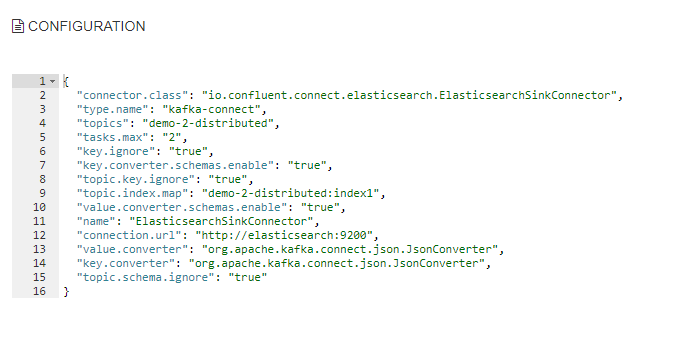 CONFIGURATION
1 {
2 "connector.class": "io.confluent.connect.elasticsearch.ElasticsearchSinkConnector",
3 "type.name": "kafka-connect",
4 "topics": "demo-2-distributed",
5 "tasks.max": "2",
6 "key.ignore": "true",
7 "key.converter.schemas.enable": "true",
8 "topic.key.ignore": "true",
9 "topic.index.map": "demo-2-distributed:index1",
10 "value.converter.schemas.enable": "true",
11 "name": "ElasticsearchSinkConnector",
12 "connection.url": "http://elasticsearch:9200",
13 "value.converter": "org.apache.kafka.connect.json.JsonConverter",
14 "key.converter": "org.apache.kafka.connect.json.JsonConverter",
15 "topic.schema.ignore": "true"
16 }